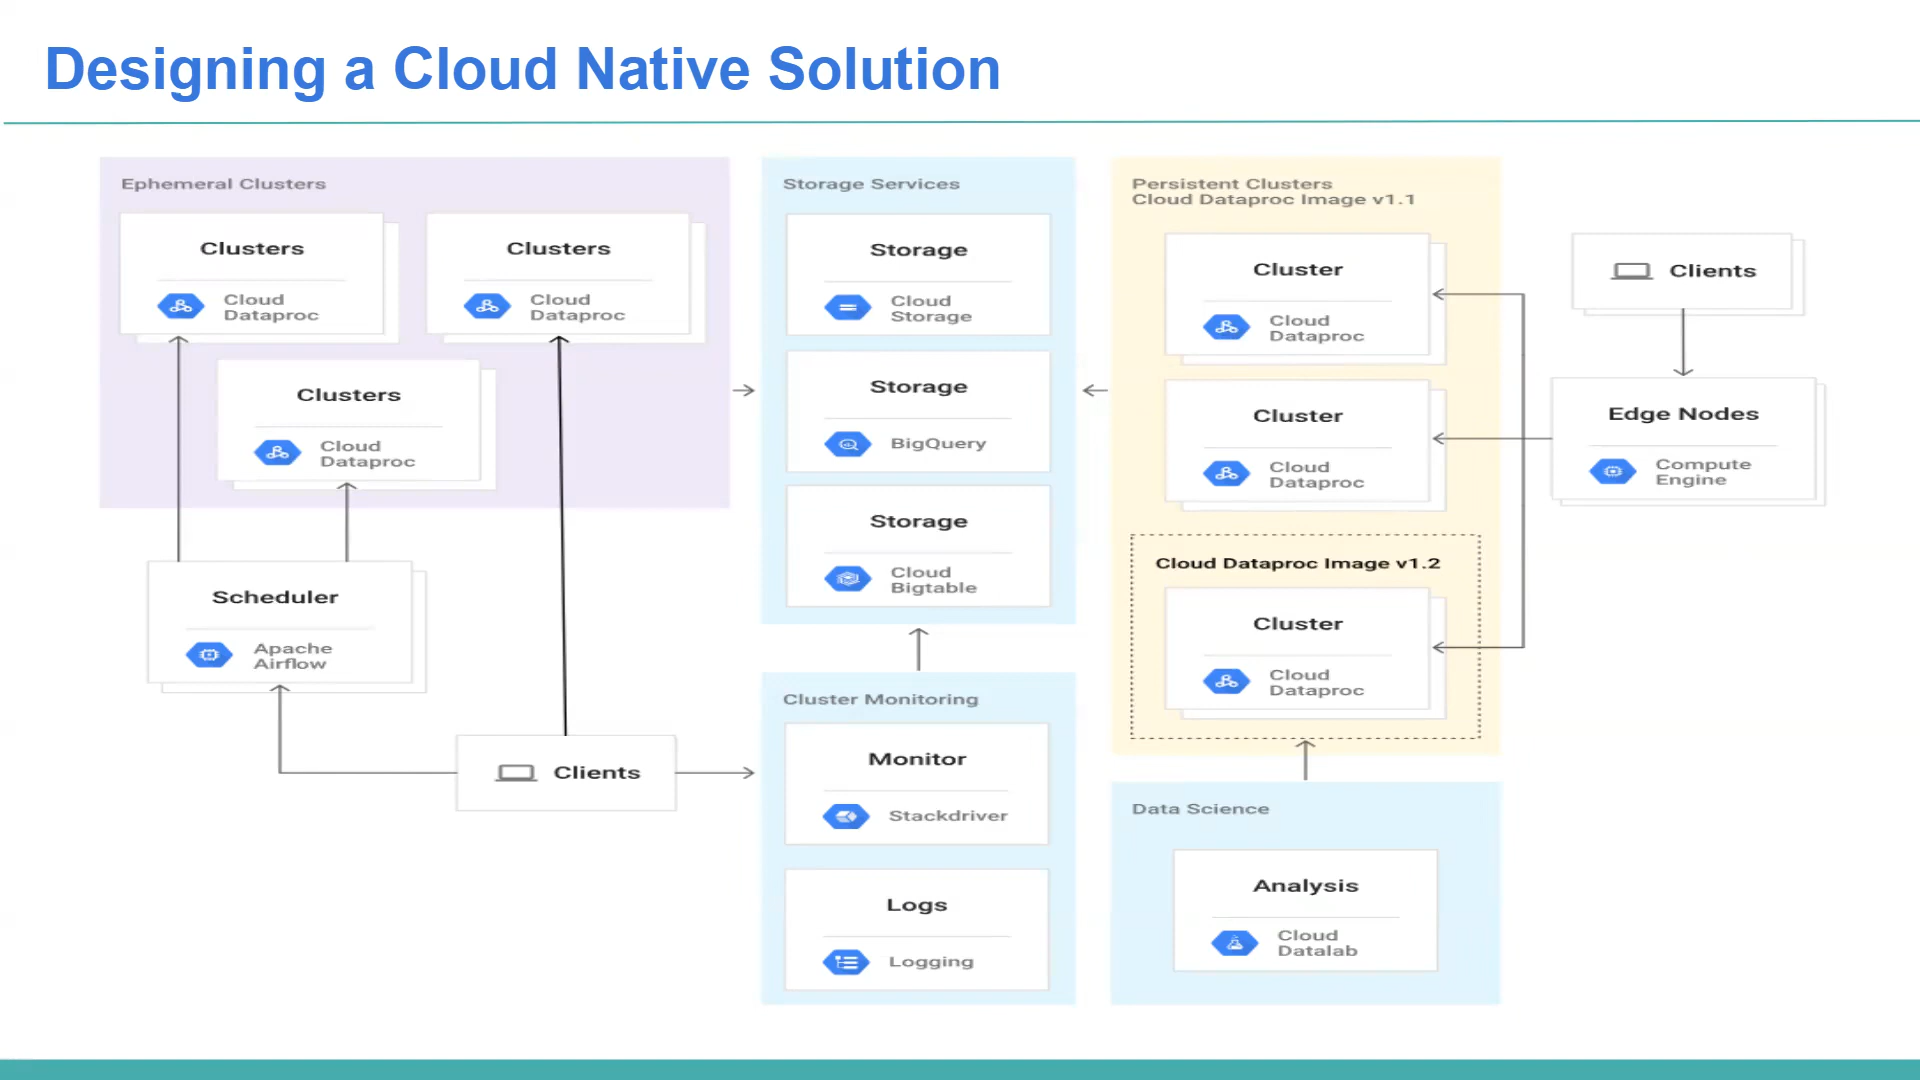 Designing a Cloud Native Solution
Ephemeral Clusters
Clusters
Cloud
Dataproc
Clusters
Cloud
Dataproc
Clusters
Cloud
Dataproc
Scheduler
Apache
Airflow
Clients
Storage Services
Storage
Cloud
Storage
Storage
BigQuery
Storage
Cloud
Bigtable
Cluster Monitoring
Monitor
Stackdriver
Logs
Logging
Persistent Clusters
Cloud Dataproc Image v1.1
Cluster
Cloud
Dataproc
Cluster
Cloud
Dataproc
Cloud Dataproc Image v1.2
Cluster
Cloud
Dataproc
Data Science
Analysis
Cloud
Datalab
Clients
Edge Nodes
Compute
Engine